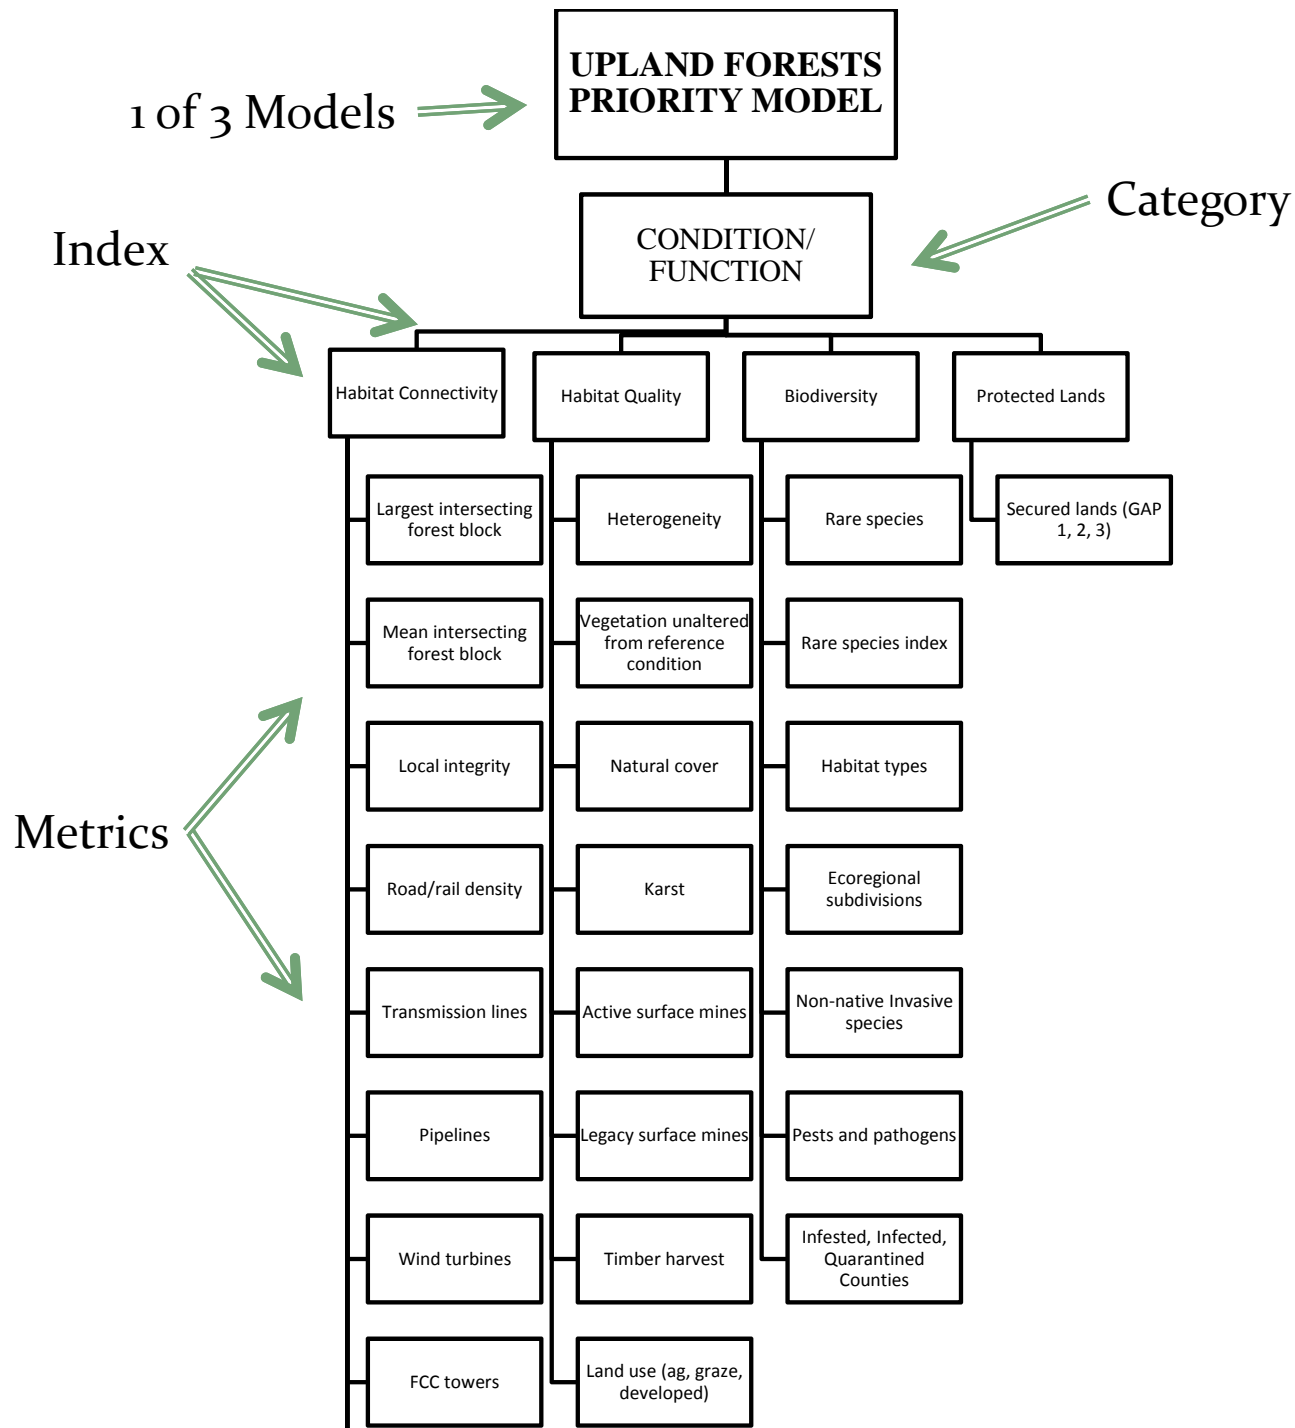 UPLAND FORESTS
PRIORITY MODEL
1 of 3 Models
Category
CONDITION/
FUNCTION
Index
Habitat Connectivity
Habitat Quality
Biodiversity
Protected Lands
Largest intersecting
forest block
Heterogeneity
Rare species
Secured lands (GAP
1, 2, 3)
Mean intersecting
forest block
Vegetation unaltered
from reference
condition
Rare species index
Metrics
Local integrity
Natural cover
Habitat types
Road/rail density
Karst
Ecoregional
subdivisions
Transmission lines
Active surface mines
Non-native Invasive
species
Pipelines
Legacy surface mines
Pests and pathogens
Wind turbines
Timber harvest
Infested, Infected,
Quarantined
Counties
FCC towers
Land use (ag, graze,
developed)